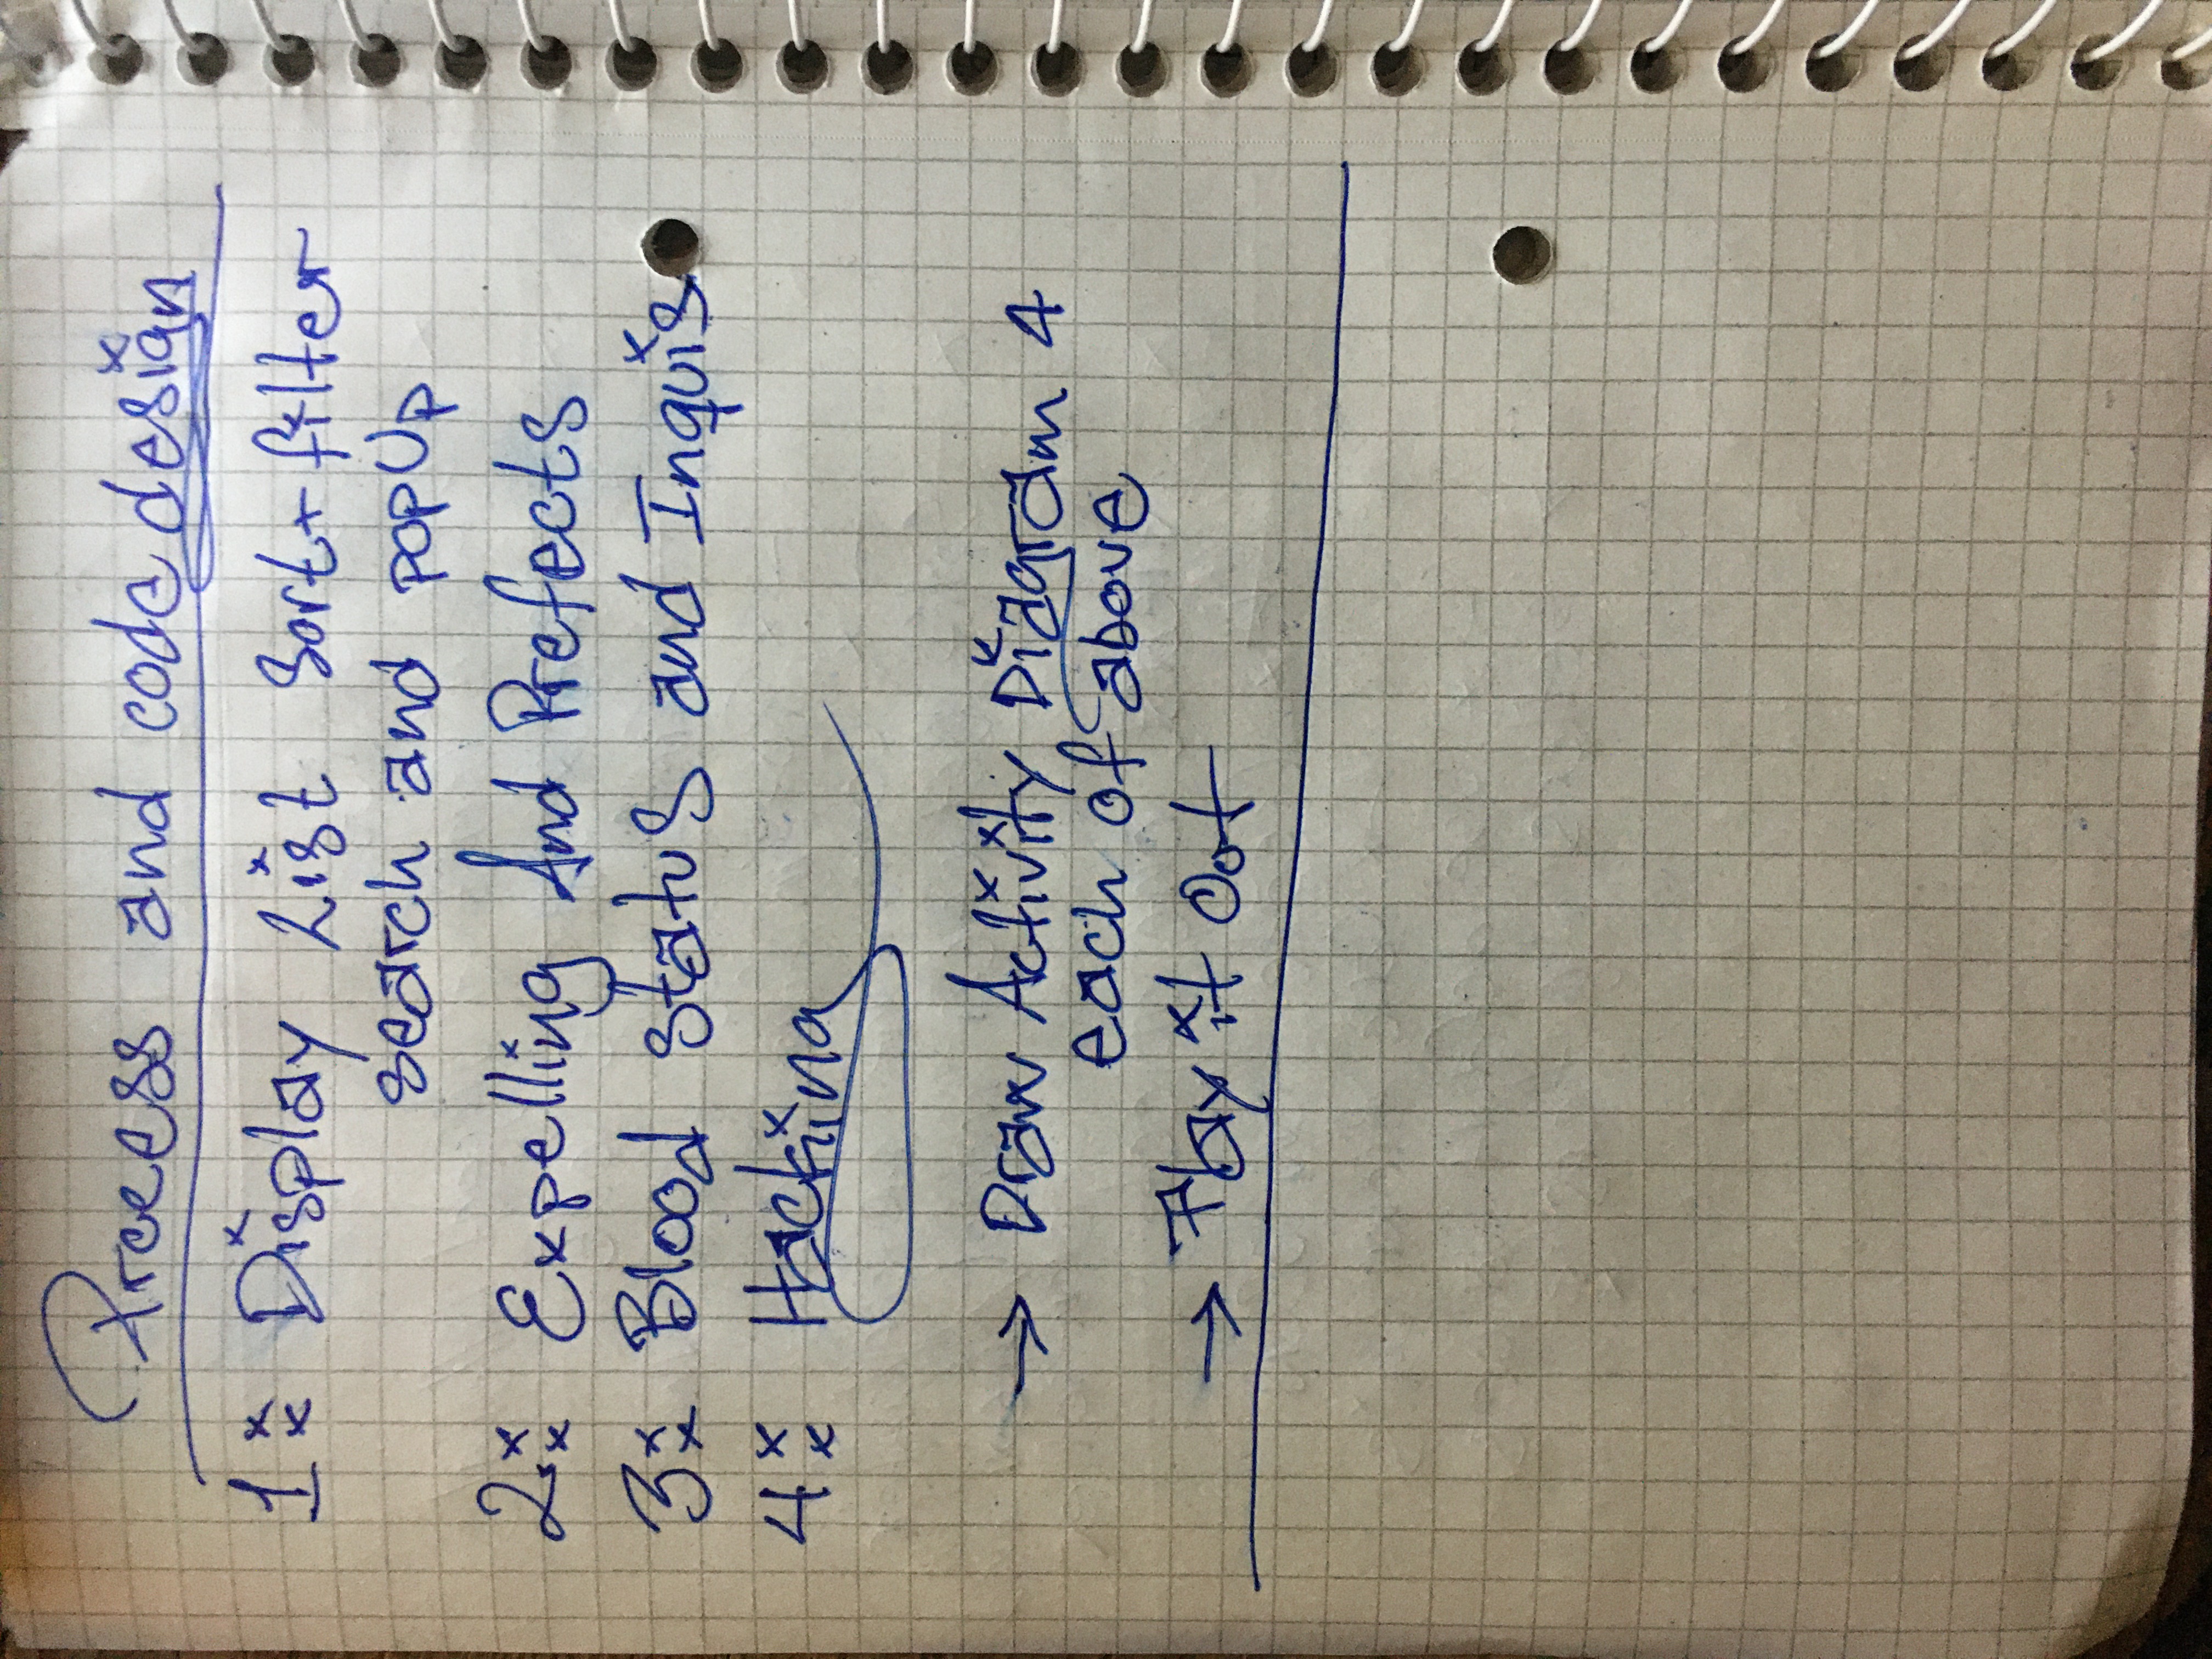 Process and code design
1: Display List Sort + filter
search and popUp
2: Expelling And Prefects
3: Blood status and Inquis
4: Hacking
→ Draw Activity Diagram 4
each of above
→ Play it Out